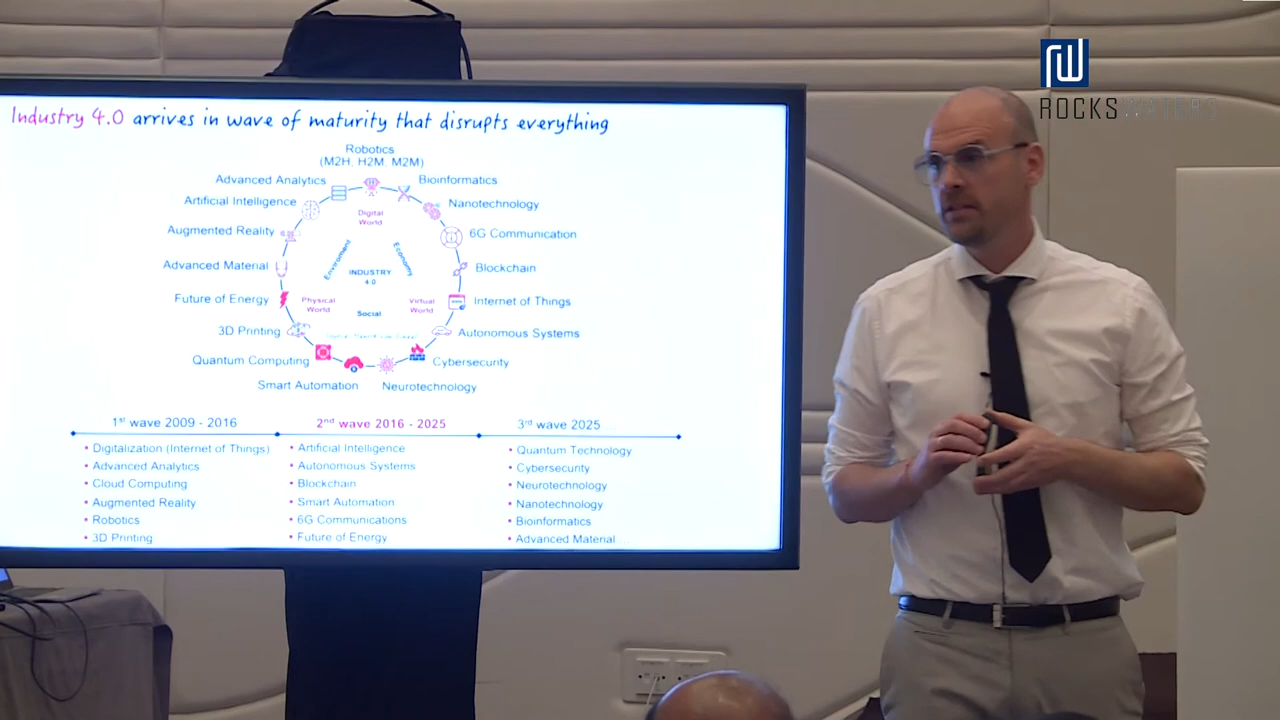 ROCKSWATERS
Industry 4.0 arrives in wave of maturity that disrupts everything
Robotics
(M2H, H2M, M2M)
Advanced Analytics
Bioinformatics
Artificial Intelligence
Nanotechnology
Augmented Reality
6G Communication
Advanced Material
Blockchain
Future of Energy
Internet of Things
3D Printing
Autonomous Systems
Quantum Computing
Cybersecurity
Smart Automation
Neurotechnology
Digital
World
Enviroment
Economy
INDUSTRY
4.0
Physical
World
Virtual
World
Social
1st wave 2009 - 2016
• Digitalization (Internet of Things)
• Advanced Analytics
• Cloud Computing
• Augmented Reality
• Robotics
• 3D Printing
2nd wave 2016 - 2025
• Artificial Intelligence
• Autonomous Systems
• Blockchain
• Smart Automation
• 6G Communications
• Future of Energy
3rd wave 2025 ...
• Quantum Technology
• Cybersecurity
• Neurotechnology
• Nanotechnology
• Bioinformatics
• Advanced Material ...